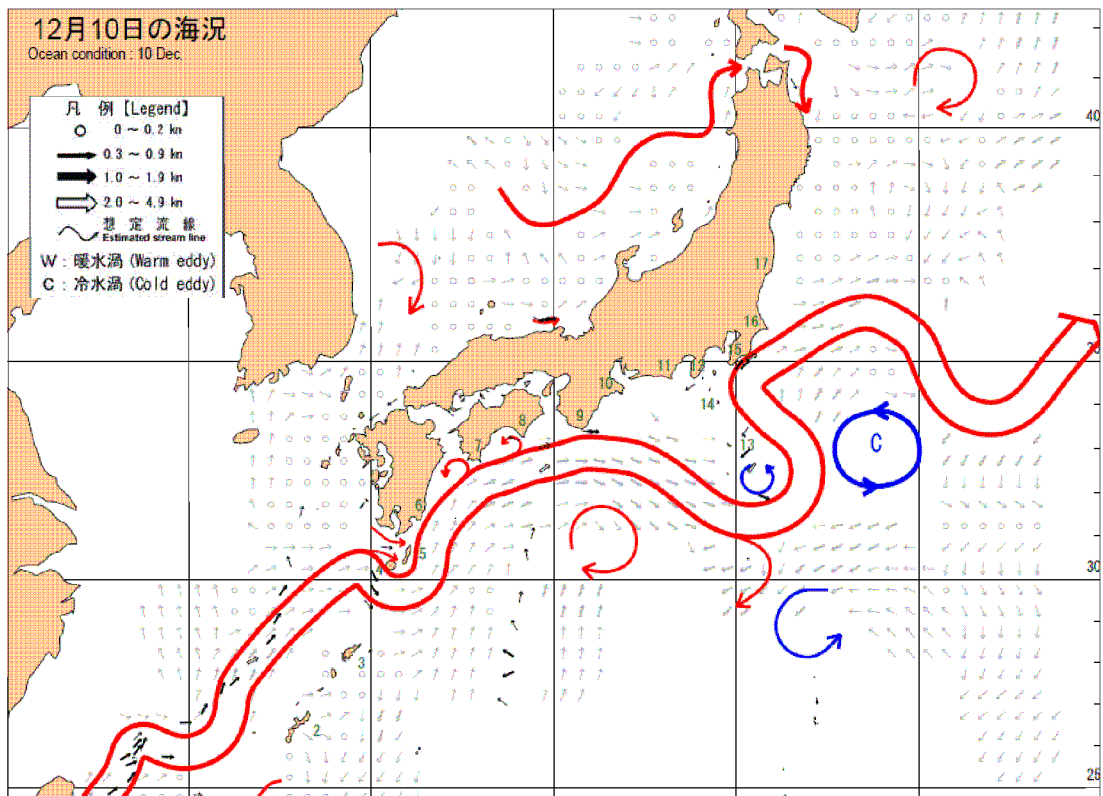 12月10日の海況
Ocean condition : 10 Dec.
凡 例【Legend】
0 ～ 0.2 kn
0.3 ～ 0.9 kn
1.0 ～ 1.9 kn
2.0 ～ 4.9 kn
想 定 流 線
Estimated stream line
W : 暖水渦 (Warm eddy)
C : 冷水渦 (Cold eddy)
40
17
16
15
11
12
10
14
9
8
7
13
C
6
5
4
30
3
2
25